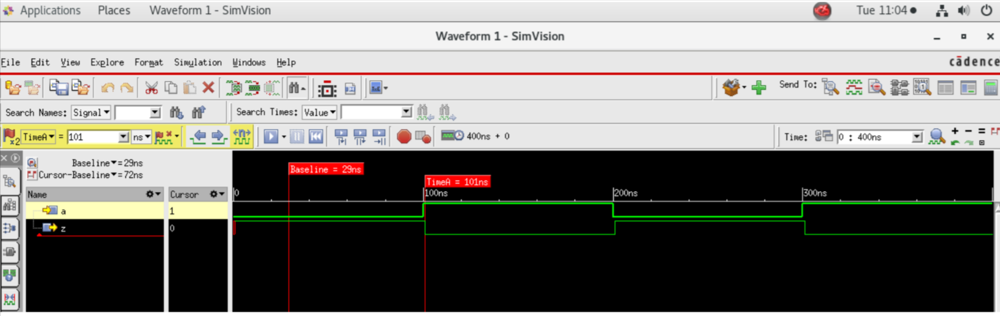 Applications Places Waveform 1 - SimVision Tue 11:04
Waveform 1 - SimVision
File Edit View Explore Format Simulation Windows Help cādence
Send To:
Search Names: Signal Search Times: Value
x2 TimeA = 101 ns 400ns + 0 Time: 0 : 400ns
Baseline=29ns
Cursor-Baseline=72ns
Baseline = 29ns
TimeA = 101ns
Name Cursor 0 100ns 200ns 300ns
a 1
z 0